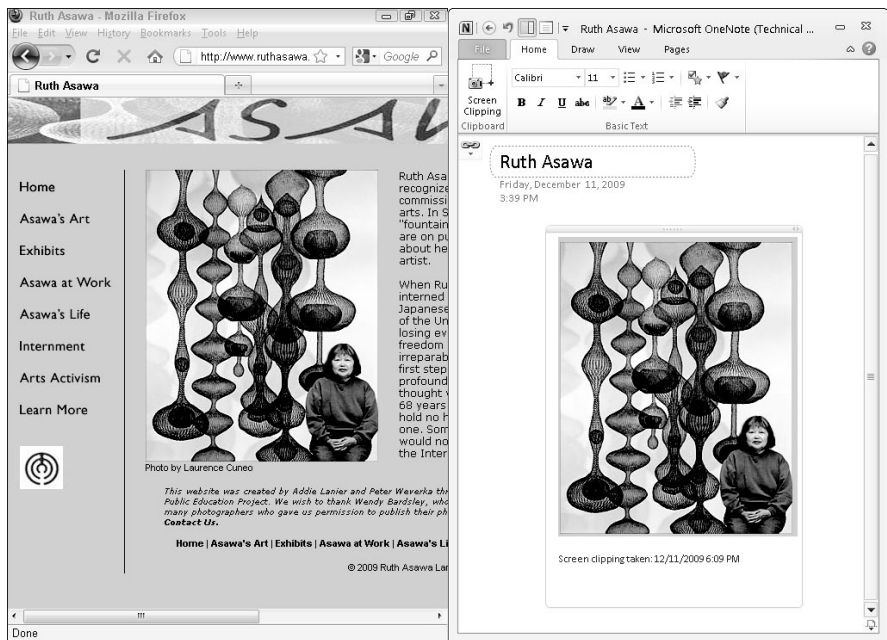 Ruth Asawa - Mozilla Firefox
File Edit View History Bookmarks Tools Help
http://www.ruthasawa.
Google
Ruth Asawa
ASAW
Home
Asawa's Art
Exhibits
Asawa at Work
Asawa's Life
Internment
Arts Activism
Learn More
Photo by Laurence Cuneo
Ruth Asa
recognize
commissi
arts. In S
"fountain
are on pu
about he
artist.
When Ru
interned
Japanese
of the Un
losing ev
freedom
irreparab
first step
profound
thought v
68 years
hold no h
one. Som
would no
the Inter
This website was created by Addie Lanier and Peter Weverka thr
Public Education Project. We wish to thank Wendy Bardsley, who
many photographers who gave us permission to publish their ph
Contact Us.
Home | Asawa's Art | Exhibits | Asawa at Work | Asawa's Li
© 2009 Ruth Asawa Lan
Done
Ruth Asawa - Microsoft OneNote (Technical ...
File Home Draw View Pages
Screen
Clipping
Clipboard
Calibri 11
B I U abc ab A
Basic Text
Ruth Asawa
Friday, December 11, 2009
3:39 PM
Screen clipping taken: 12/11/2009 6:09 PM